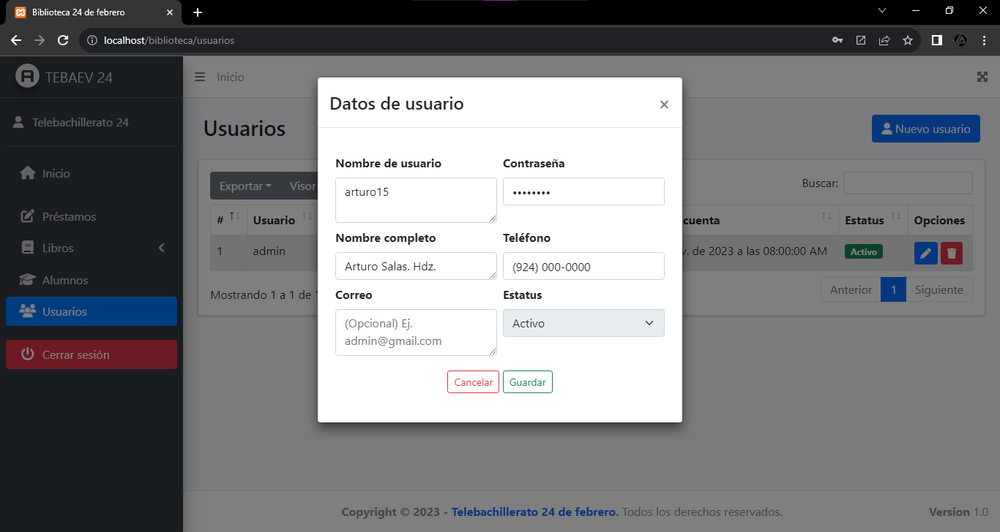 Biblioteca 24 de febrero
localhost/biblioteca/usuarios
TEBAEV 24
Telebachillerato 24
Inicio
Préstamos
Libros
Alumnos
Usuarios
Cerrar sesión
Inicio
Usuarios
Nuevo usuario
Exportar
Visor
Buscar:
# Usuario cuenta Estatus Opciones
1 admin v. de 2023 a las 08:00:00 AM Activo
Mostrando 1 a 1 de 1
Anterior 1 Siguiente
Datos de usuario
Nombre de usuario Contraseña
arturo15 ••••••••
Nombre completo Teléfono
Arturo Salas. Hdz. (924) 000-0000
Correo Estatus
(Opcional) Ej. Activo
admin@gmail.com
Cancelar Guardar
Copyright © 2023 - Telebachillerato 24 de febrero. Todos los derechos reservados.
Version 1.0